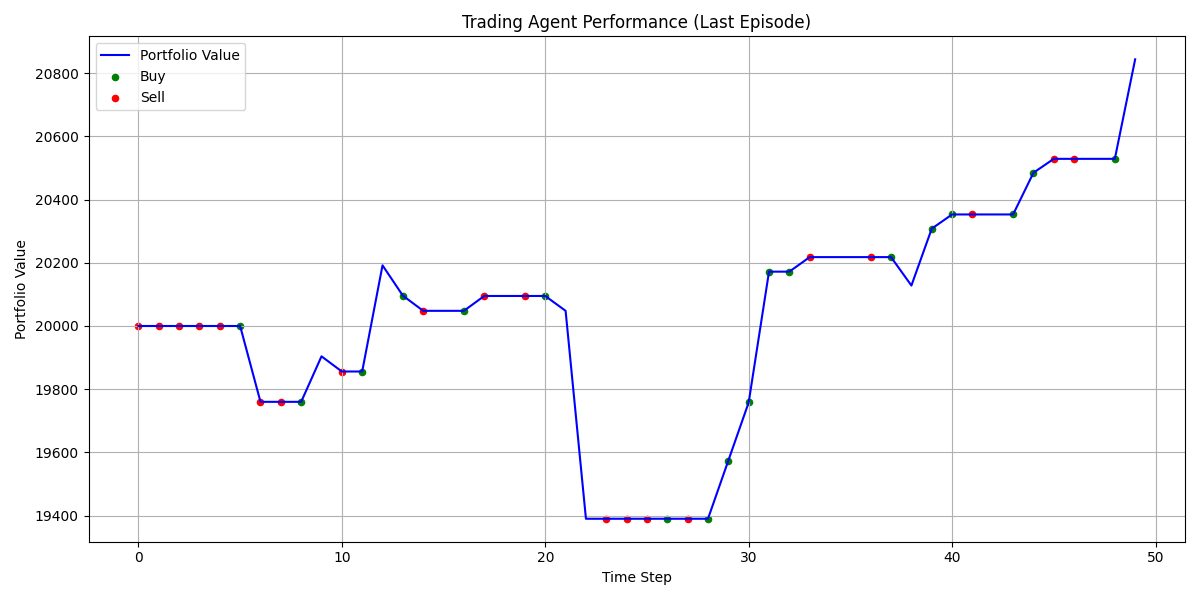 Trading Agent Performance (Last Episode)
Portfolio Value
Buy
Sell
Portfolio Value
20800
20600
20400
20200
20000
19800
19600
19400
0 10 20 30 40 50
Time Step